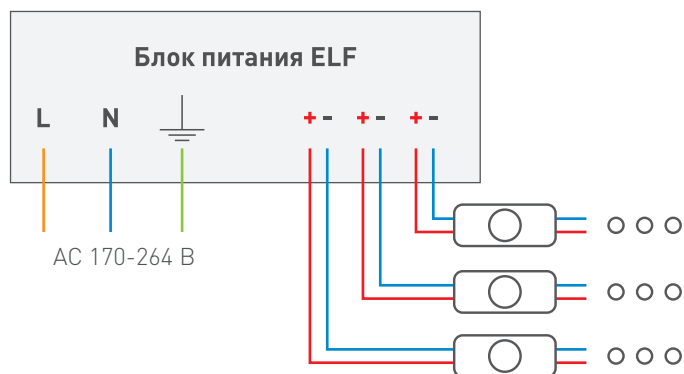 Блок питания ELF
L N + - + - + -
AC 170-264 В